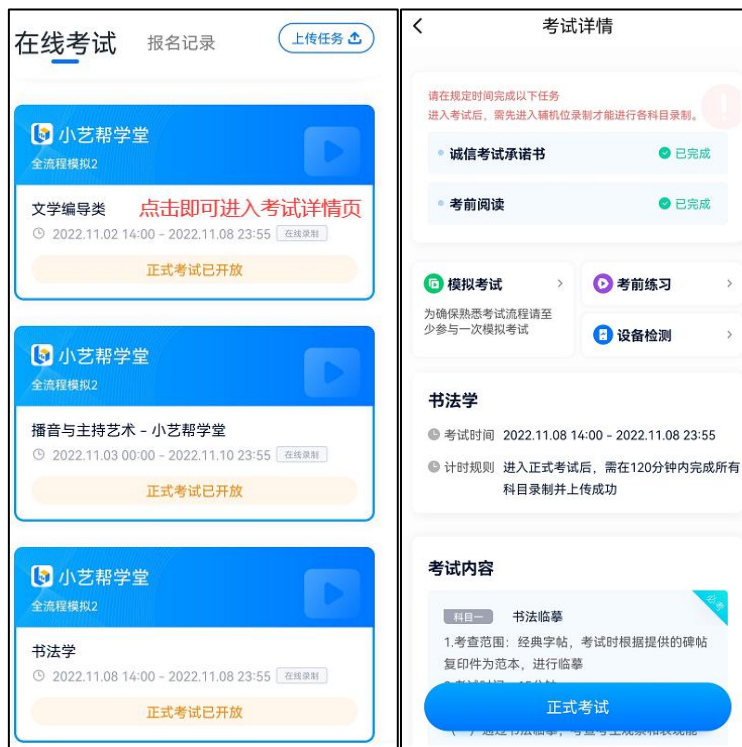 在线考试
报名记录
上传任务
小艺帮学堂
全流程模拟2
文学编导类
点击即可进入考试详情页
2022.11.02 14:00 - 2022.11.08 23:55 在线录制
正式考试已开放
小艺帮学堂
全流程模拟2
播音与主持艺术 - 小艺帮学堂
2022.11.03 00:00 - 2022.11.10 23:55 在线录制
正式考试已开放
小艺帮学堂
全流程模拟2
书法学
2022.11.08 14:00 - 2022.11.08 23:55 在线录制
正式考试已开放
考试详情
请在规定时间完成以下任务
进入考试后，需先进入辅机位录制才能进行各科目录制。
诚信考试承诺书 已完成
考前阅读 已完成
模拟考试
为确保熟悉考试流程请至
少参与一次模拟考试
考前练习
设备检测
书法学
考试时间 2022.11.08 14:00 - 2022.11.08 23:55
计时规则 进入正式考试后，需在120分钟内完成所有
科目录制并上传成功
考试内容
必考
科目一 书法临摹
1.考查范围：经典字帖，考试时根据提供的碑帖
复印件为范本，进行临摹
正式考试